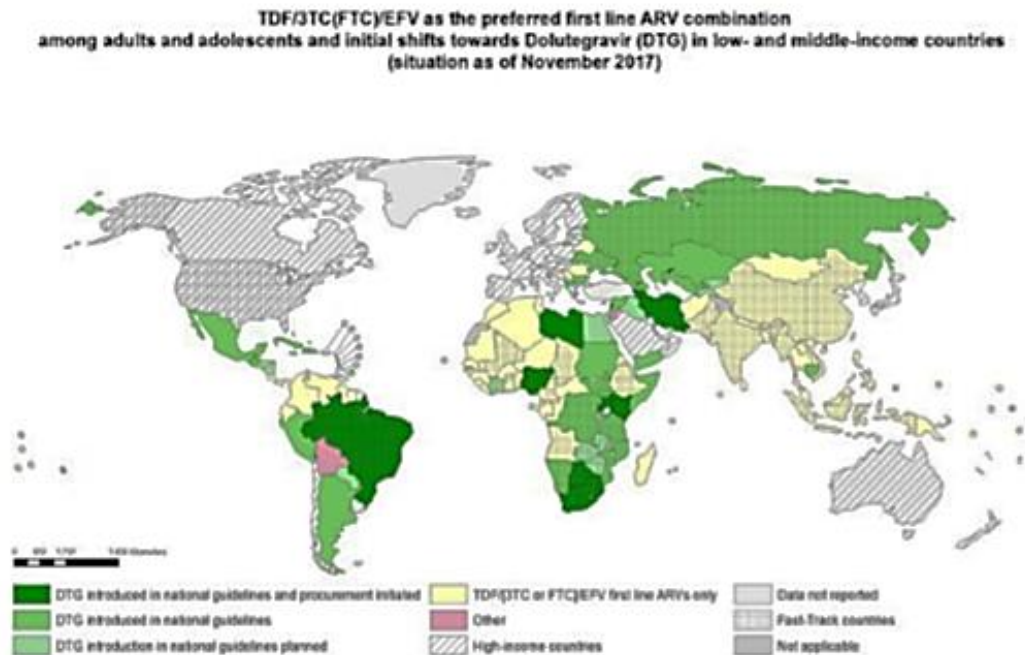 TDF/3TC(FTC)/EFV as the preferred first line ARV combination
among adults and adolescents and initial shifts towards Dolutegravir (DTG) in low- and middle-income countries
(situation as of November 2017)
DTG introduced in national guidelines and procurement initiated
DTG introduced in national guidelines
DTG introduction in national guidelines planned
TDF/[3TC or FTC]/EFV first line ARVs only
Other
High-income countries
Data not reported
Fast-Track countries
Not applicable